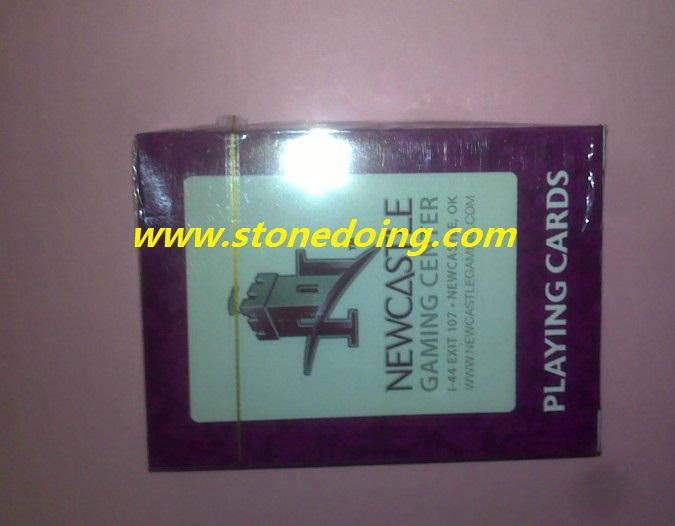 www.stonedoing.com
NEWCASTLE
GAMING CENTER
I-44 EXIT 107 • NEWCASTLE, OK
WWW.NEWCASTLEGAMING.COM
PLAYING CARDS